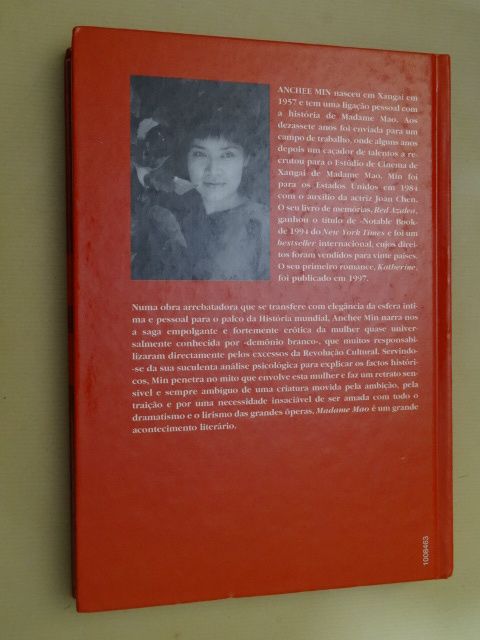 ANCHEE MIN nasceu em Xangai em
1957 e tem uma ligação pessoal com
a história de Madame Mao. Aos
dezassete anos foi enviada para um
campo de trabalho, onde alguns anos
depois um caçador de talentos a re-
crutou para o Estúdio de Cinema de
Xangai de Madame Mao. Min foi
para os Estados Unidos em 1984
com o auxílio da actriz Joan Chen.
O seu livro de memórias, Red Azalea,
ganhou o título de «Notable Book»
de 1994 do New York Times e foi um
bestseller internacional, cujos direi-
tos foram vendidos para vinte países.
O seu primeiro romance, Katherine,
foi publicado em 1997.
Numa obra arrebatadora que se transfere com elegância da esfera ínti-
ma e pessoal para o palco da História mundial, Anchee Min narra-nos
a saga empolgante e fortemente erótica da mulher quase univer-
salmente conhecida por «demónio branco», que muitos responsabi-
lizaram directamente pelos excessos da Revolução Cultural. Servindo-
-se da sua suculenta análise psicológica para explicar os factos históri-
cos, Min penetra no mito que envolve esta mulher e faz um retrato sen-
sível e sempre ambíguo de uma criatura movida pela ambição, pela
traição e por uma necessidade insaciável de ser amada com todo o
dramatismo e o lirismo das grandes óperas. Madame Mao é um grande
acontecimento literário.
1008463